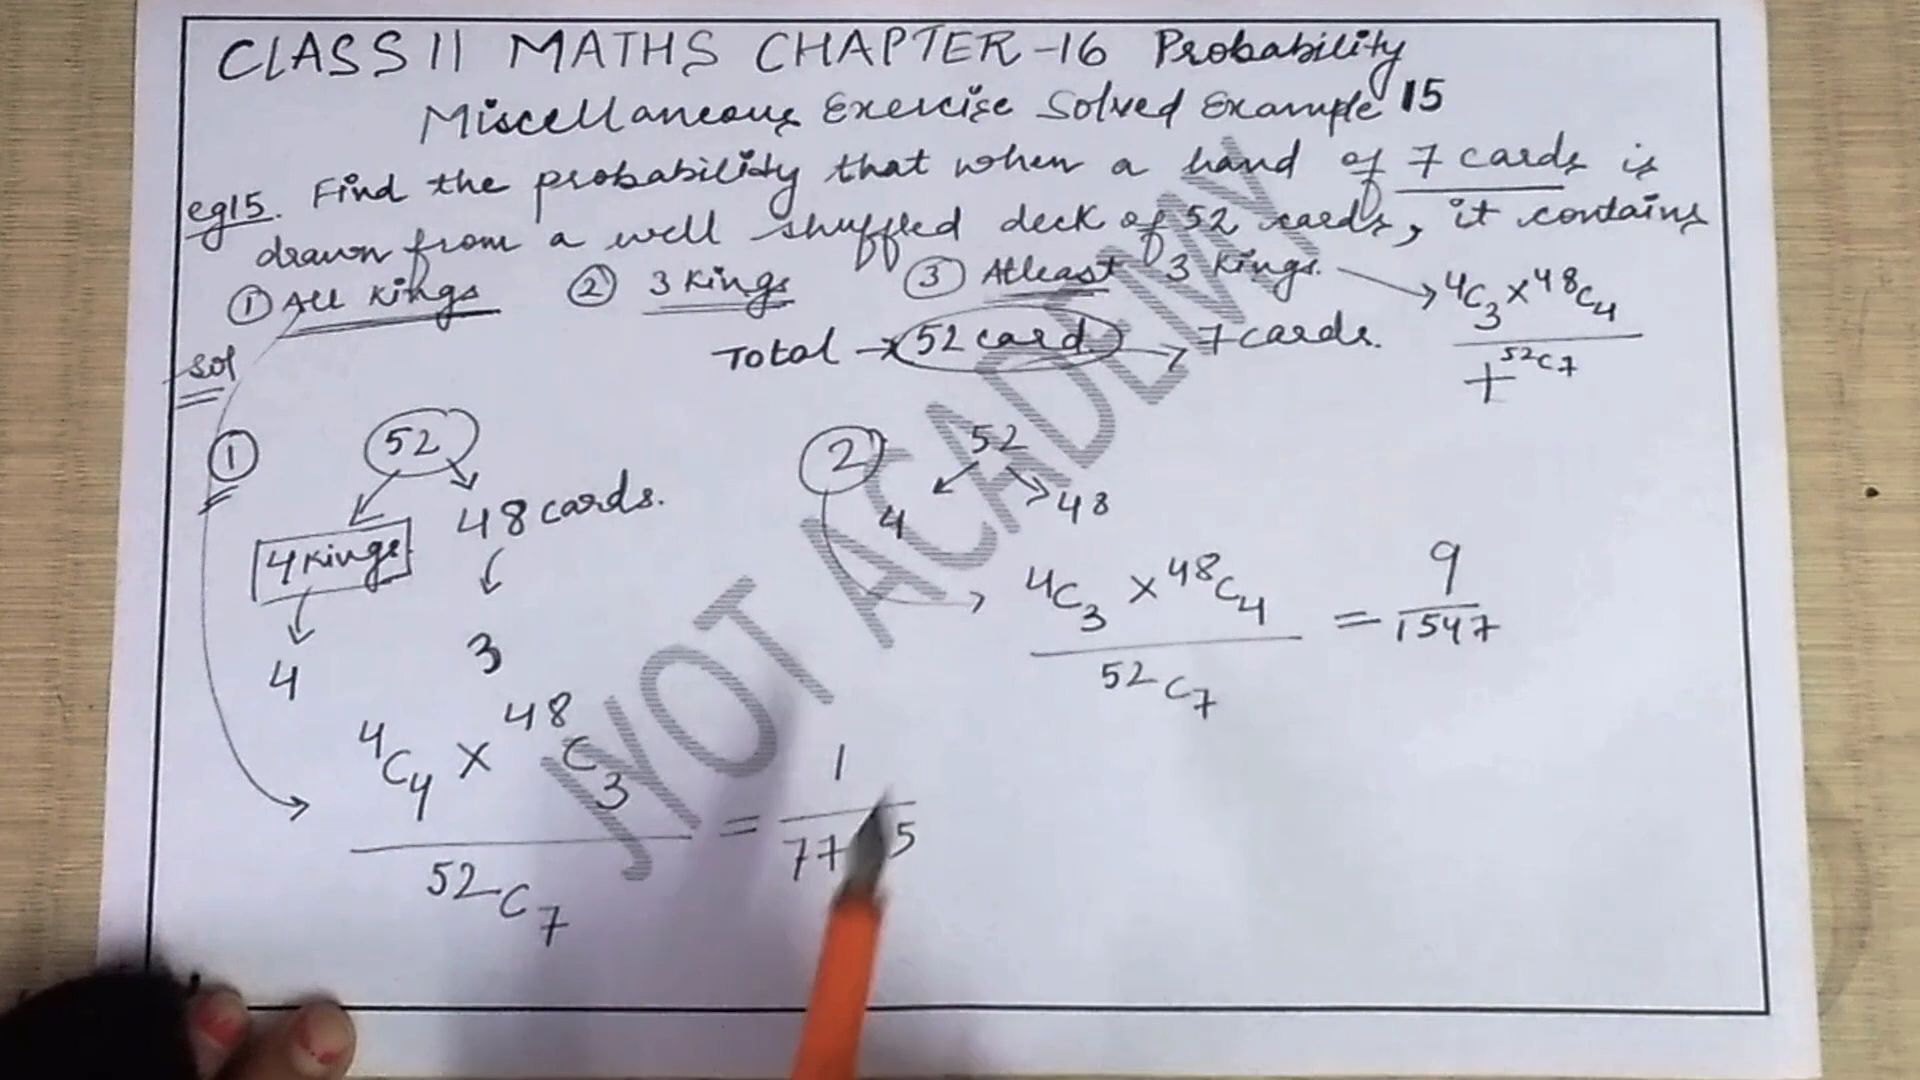 CLASS 11 MATHS CHAPTER-16 Probability
Miscellaneous Exercise Solved Example 15
eg15. Find the probability that when a hand of 7 cards is
drawn from a well shuffled deck of 52 cards, it contains
① All Kings ② 3 Kings ③ Atleast 3 Kings. → ⁴C₃ × ⁴⁸C₄
⁵²C₇
+
Total → 52 card → 7 cards.
Sol
① 52
4 Kings 48 cards.
4 3
⁴C₄ × ⁴⁸C₃ = 1
⁵²C₇
② 52
4 48
⁴C₃ × ⁴⁸C₄ = 9
⁵²C₇ 1547
JYOT ACADEMY